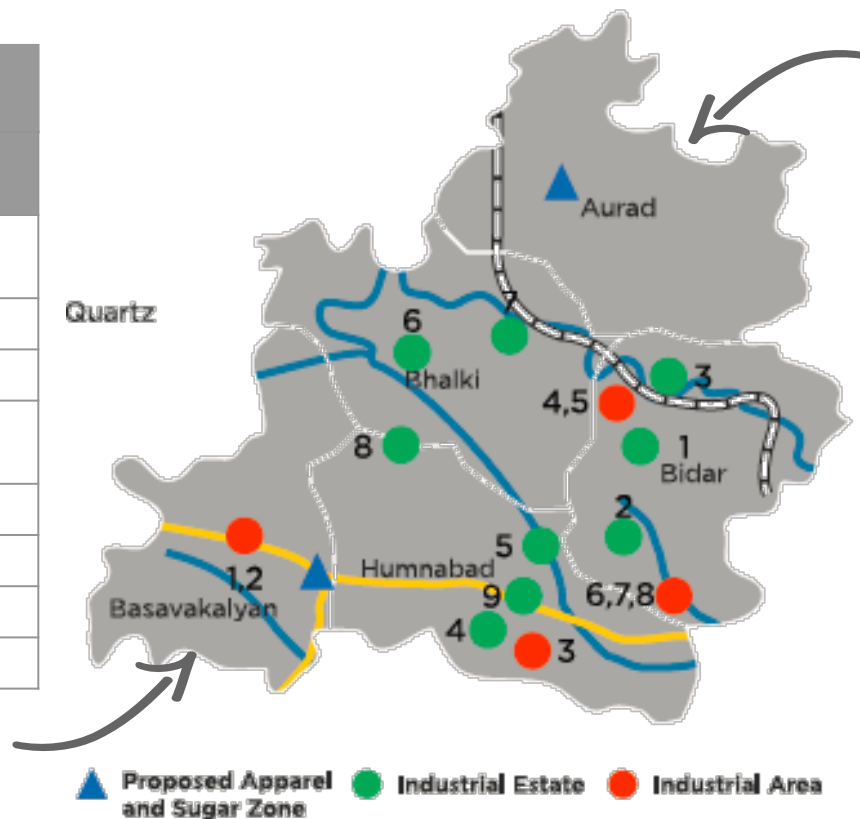 Aurad
Quartz
7
6
Bhalki
3
4,5
1
Bidar
8
2
5
Humnabad
1,2
9
6,7,8
Basavakalyan
4
3
Proposed Apparel
and Sugar Zone
Industrial Estate
Industrial Area